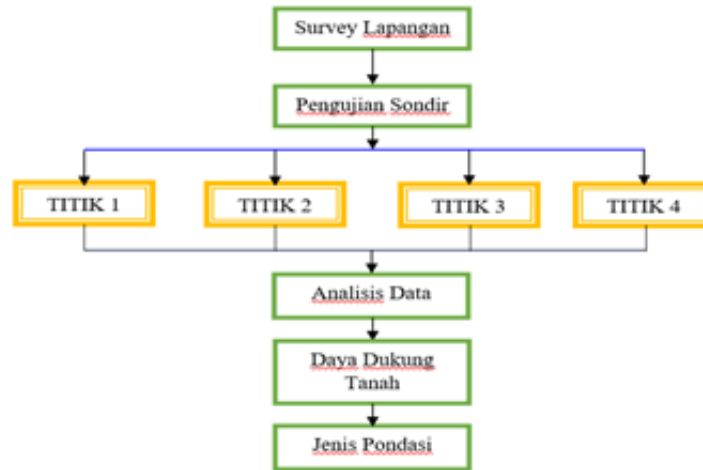 Survey Lapangan
Pengujian Sondir
TITIK 1
TITIK 2
TITIK 3
TITIK 4
Analisis Data
Daya Dukung
Tanah
Jenis Pondasi